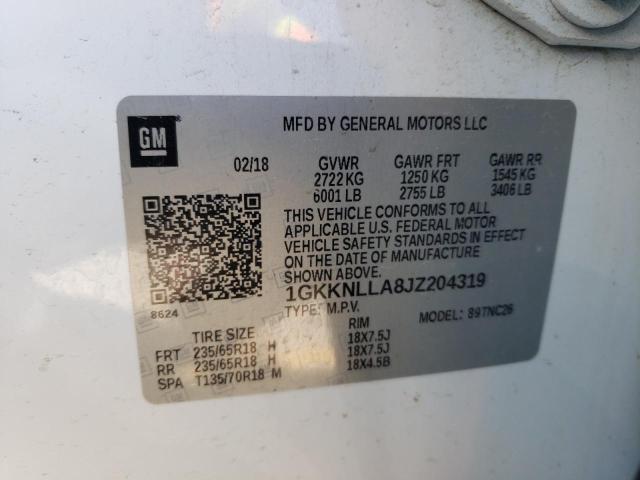 GM
MFD BY GENERAL MOTORS LLC
02/18 GVWR GAWR FRT GAWR RR
2722 KG 1250 KG 1545 KG
6001 LB 2755 LB 3406 LB
THIS VEHICLE CONFORMS TO ALL
APPLICABLE U.S. FEDERAL MOTOR
VEHICLE SAFETY STANDARDS IN EFFECT
ON THE DATE OF MANUFACTURE
SHOWN ABOVE.
1GKKNLLA8JZ204319
8624
TYPE: M.P.V. MODEL: 89TNC26
TIRE SIZE RIM
FRT 235/65R18 H 18X7.5J
RR 235/65R18 H 18X7.5J
SPA T135/70R18 M 18X4.5B